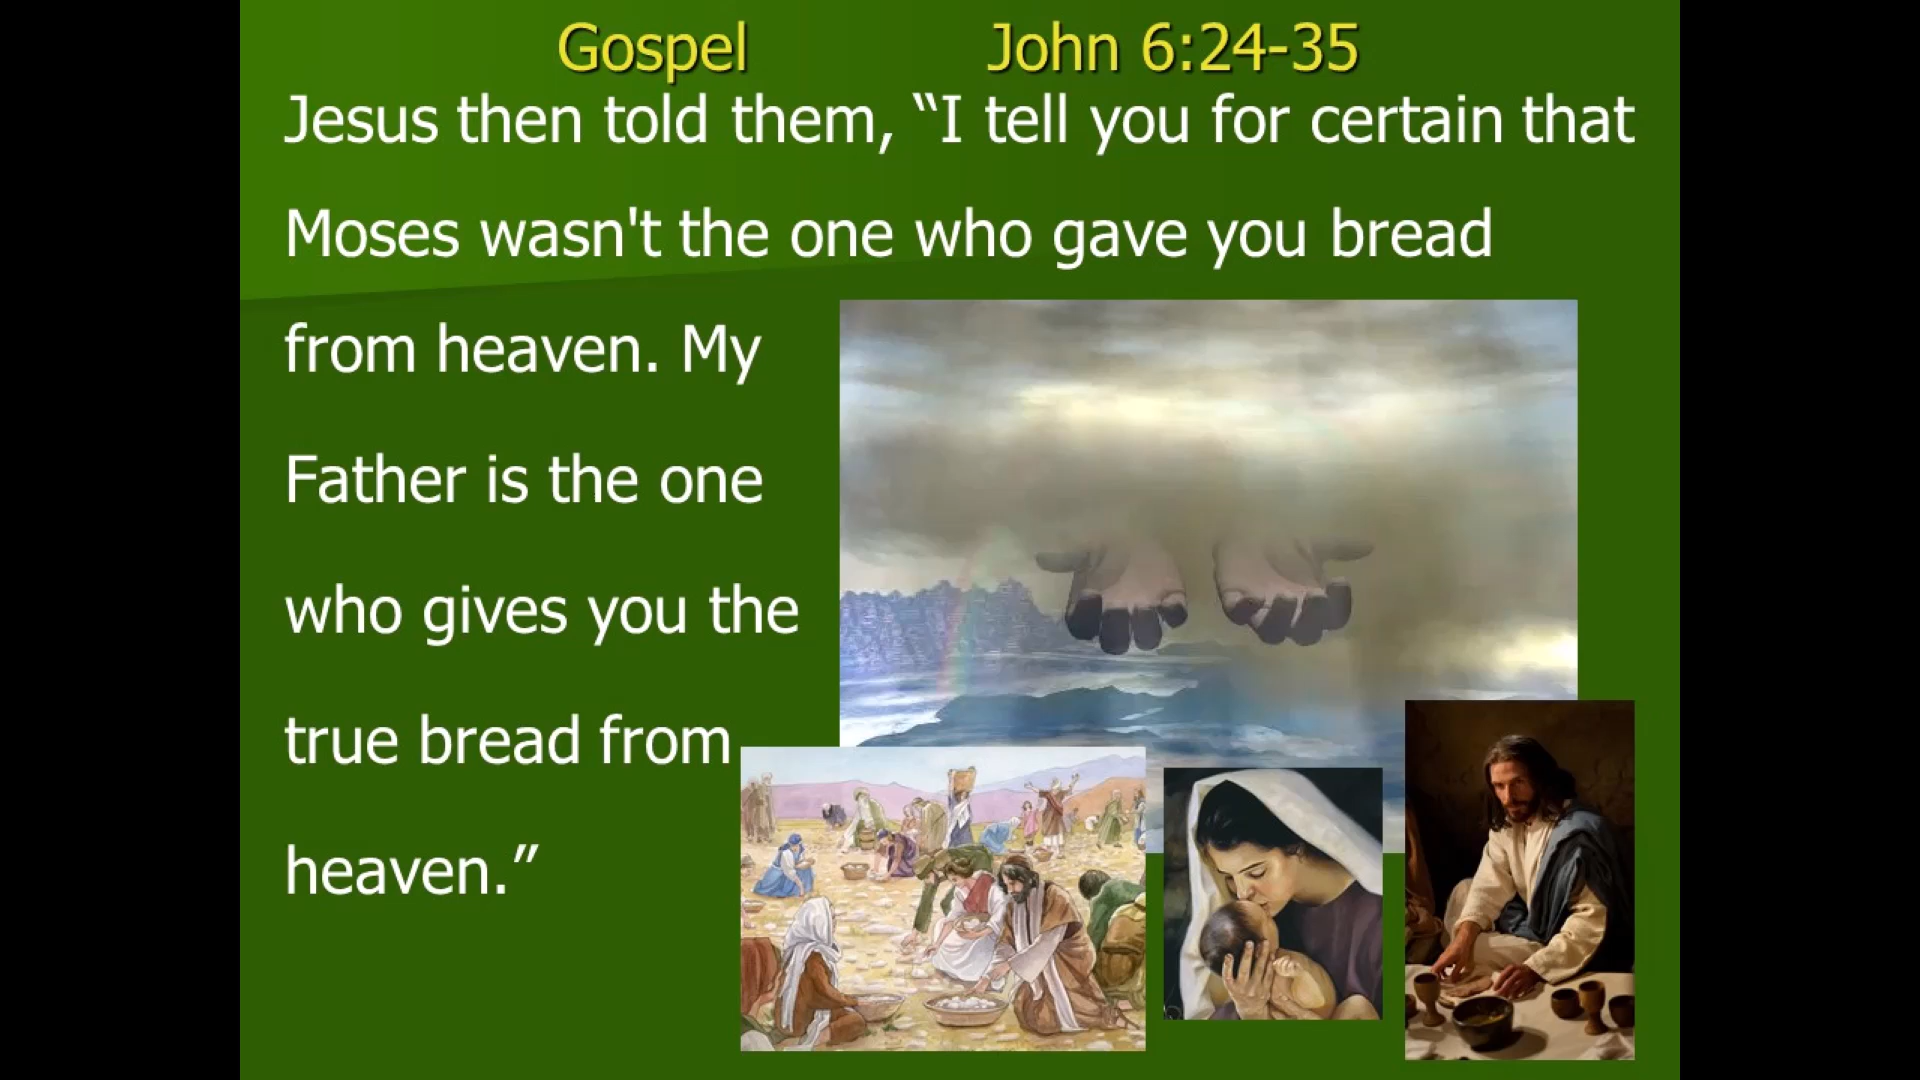 Gospel John 6:24-35
Jesus then told them, “I tell you for certain that
Moses wasn't the one who gave you bread
from heaven. My
Father is the one
who gives you the
true bread from
heaven.”